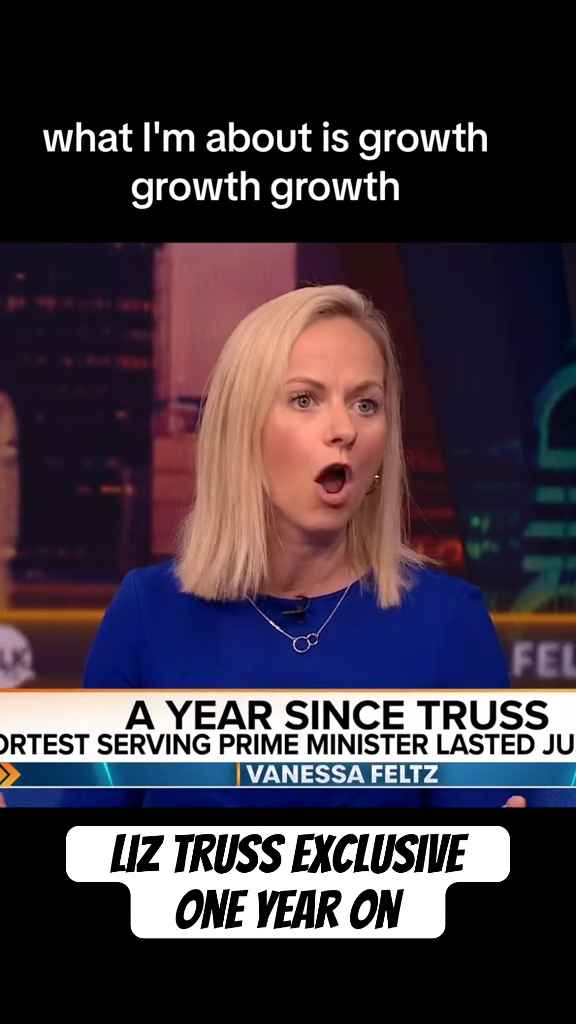 what I'm about is growth
growth growth
FEL
A YEAR SINCE TRUSS
ORTEST SERVING PRIME MINISTER LASTED JU
VANESSA FELTZ
LIZ TRUSS EXCLUSIVE
ONE YEAR ON